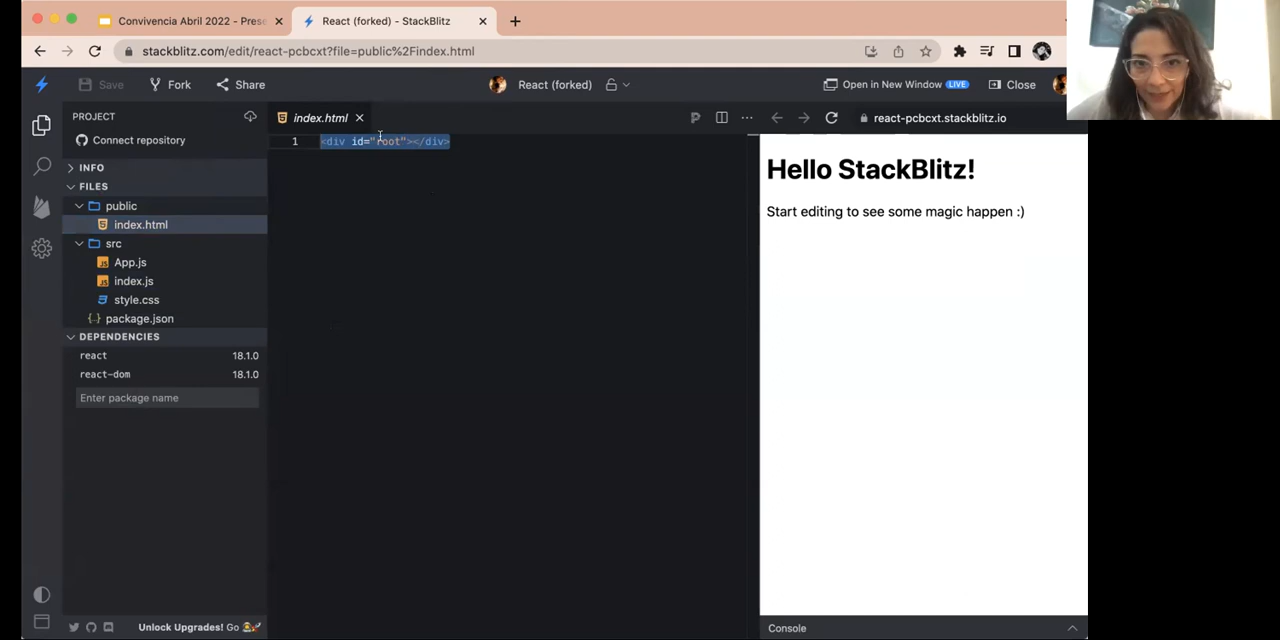 Convivencia Abril 2022 - Prese
React (forked) - StackBlitz
stackblitz.com/edit/react-pcbcxt?file=public%2Findex.html
Save
Fork
Share
React (forked)
Open in New Window LIVE
Close
PROJECT
Connect repository
INFO
FILES
public
index.html
src
App.js
index.js
style.css
package.json
DEPENDENCIES
react 18.1.0
react-dom 18.1.0
Enter package name
Unlock Upgrades! Go
index.html
1 <div id="root"></div>
react-pcbcxt.stackblitz.io
Hello StackBlitz!
Start editing to see some magic happen :)
Console